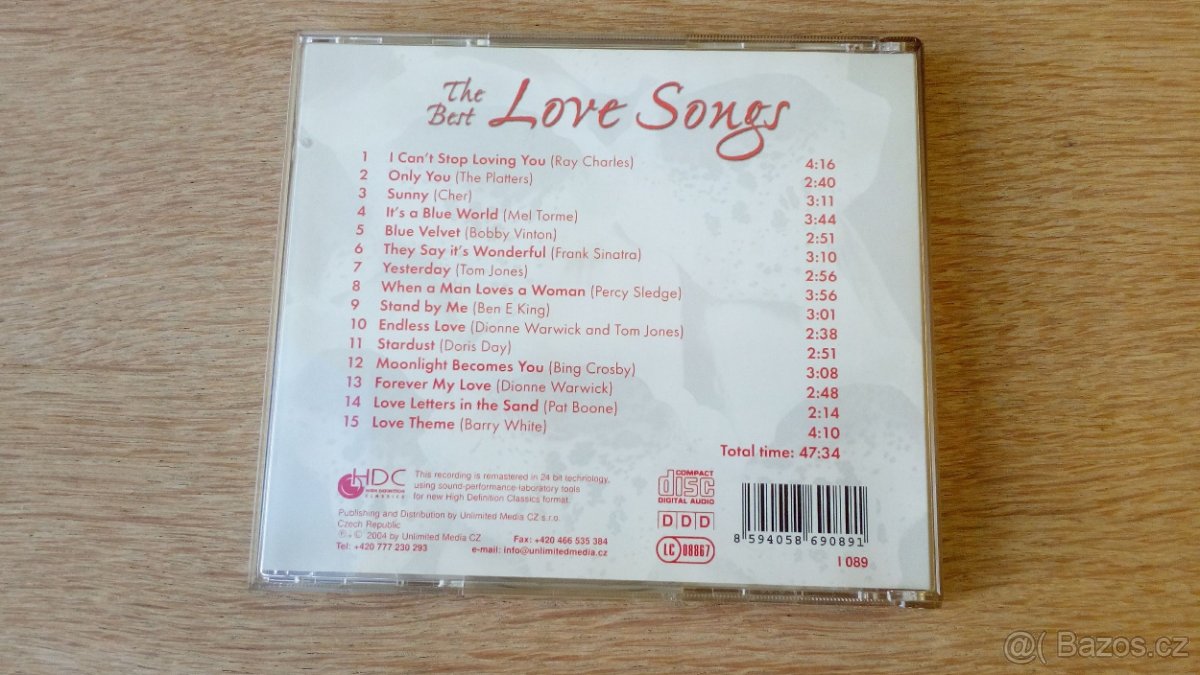 The Best Love Songs
1 I Can't Stop Loving You (Ray Charles) 4:16
2 Only You (The Platters) 2:40
3 Sunny (Cher) 3:11
4 It's a Blue World (Mel Torme) 3:44
5 Blue Velvet (Bobby Vinton) 2:51
6 They Say it's Wonderful (Frank Sinatra) 3:10
7 Yesterday (Tom Jones) 2:56
8 When a Man Loves a Woman (Percy Sledge) 3:56
9 Stand by Me (Ben E King) 3:01
10 Endless Love (Dionne Warwick and Tom Jones) 2:38
11 Stardust (Doris Day) 2:51
12 Moonlight Becomes You (Bing Crosby) 3:08
13 Forever My Love (Dionne Warwick) 2:48
14 Love Letters in the Sand (Pat Boone) 2:14
15 Love Theme (Barry White) 4:10
Total time: 47:34
HDC
HIGH DEFINITION
CLASSICS
This recording is remastered in 24 bit technology,
using sound-performance-laboratory tools
for new High Definition Classics format.
Publishing and Distribution by Unlimited Media CZ s.r.o.
Czech Republic
℗ + © 2004 by Unlimited Media CZ Fax: +420 466 535 384
Tel: +420 777 230 293 e-mail: info@unlimitedmedia.cz
COMPACT
disc
DIGITAL AUDIO
D D D
LC 08867
8 594058 690891
I 089
@( Bazos.cz